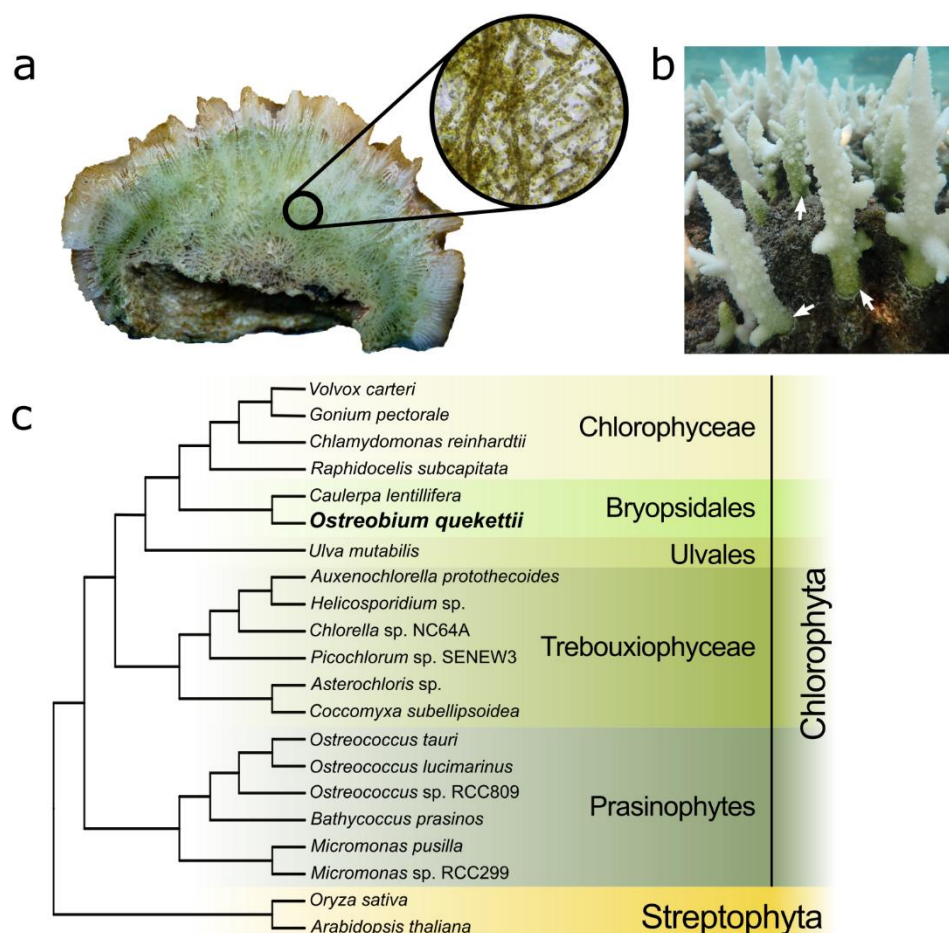 a
b
c
Volvox carteri
Gonium pectorale
Chlamydomonas reinhardtii
Raphidocelis subcapitata
Chlorophyceae
Caulerpa lentillifera
Ostreobium quekettii
Bryopsidales
Ulva mutabilis
Ulvales
Auxenochlorella protothecoides
Helicosporidium sp.
Chlorella sp. NC64A
Picochlorum sp. SENEW3
Asterochloris sp.
Coccomyxa subellipsoidea
Trebouxiophyceae
Ostreococcus tauri
Ostreococcus lucimarinus
Ostreococcus sp. RCC809
Bathycoccus prasinos
Micromonas pusilla
Micromonas sp. RCC299
Prasinophytes
Chlorophyta
Oryza sativa
Arabidopsis thaliana
Streptophyta